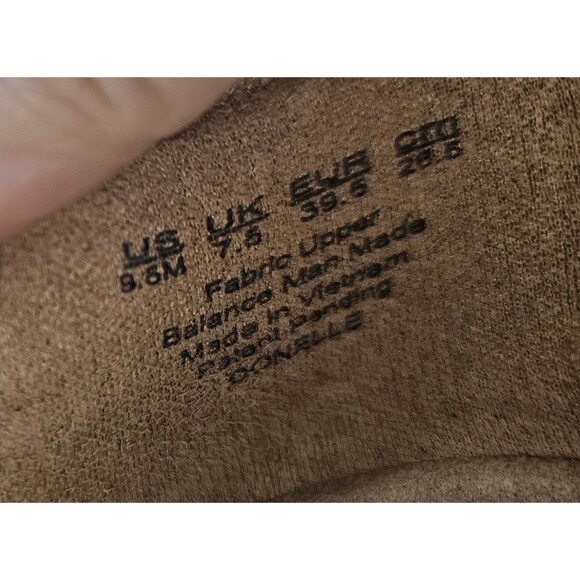 US UK EUR cm
9.5M 7.5 39.5 26.5
Fabric Upper
Balance Man Made
Made in Vietnam
Patent pending
DONELLE